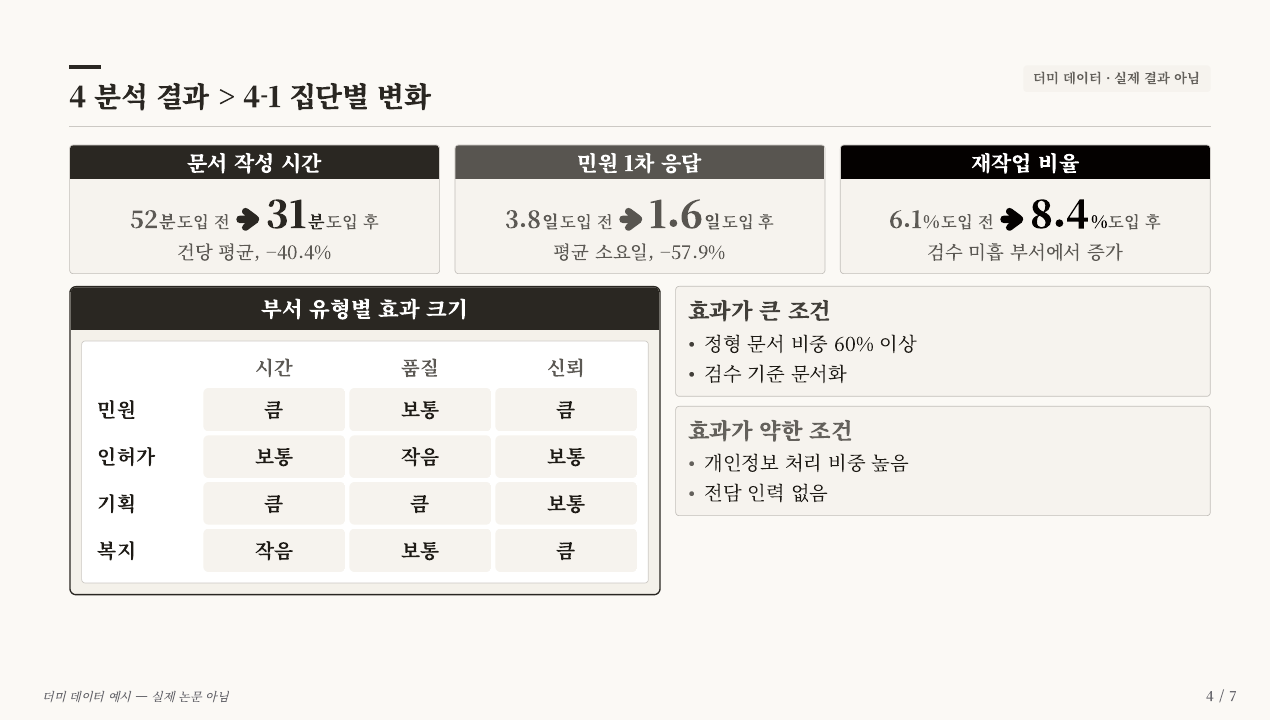 4 분석 결과 > 4-1 집단별 변화
더미 데이터 · 실제 결과 아님
문서 작성 시간
52분도입 전 → 31분도입 후
건당 평균, −40.4%
민원 1차 응답
3.8일도입 전 → 1.6일도입 후
평균 소요일, −57.9%
재작업 비율
6.1%도입 전 → 8.4%도입 후
검수 미흡 부서에서 증가
부서 유형별 효과 크기
시간 품질 신뢰
민원 큼 보통 큼
인허가 보통 작음 보통
기획 큼 큼 보통
복지 작음 보통 큼
효과가 큰 조건
• 정형 문서 비중 60% 이상
• 검수 기준 문서화
효과가 약한 조건
• 개인정보 처리 비중 높음
• 전담 인력 없음
더미 데이터 예시 — 실제 논문 아님
4 / 7